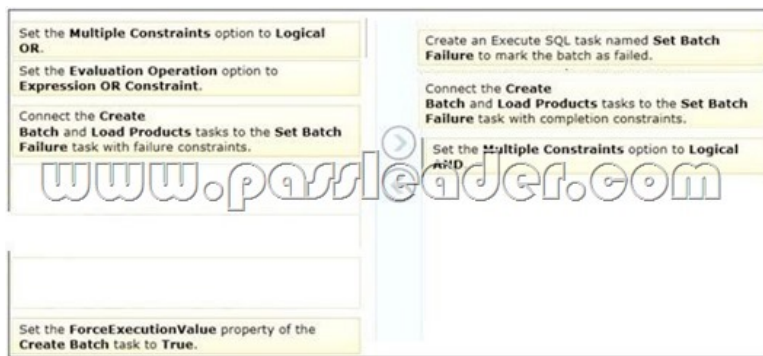 Set the Multiple Constraints option to Logical
OR.
Set the Evaluation Operation option to
Expression OR Constraint.
Connect the Create
Batch and Load Products tasks to the Set Batch
Failure task with failure constraints.
Set the ForceExecutionValue property of the
Create Batch task to True.
Create an Execute SQL task named Set Batch
Failure to mark the batch as failed.
Connect the Create
Batch and Load Products tasks to the Set Batch
Failure task with completion constraints.
Set the Multiple Constraints option to Logical
AND
www.passleader.com